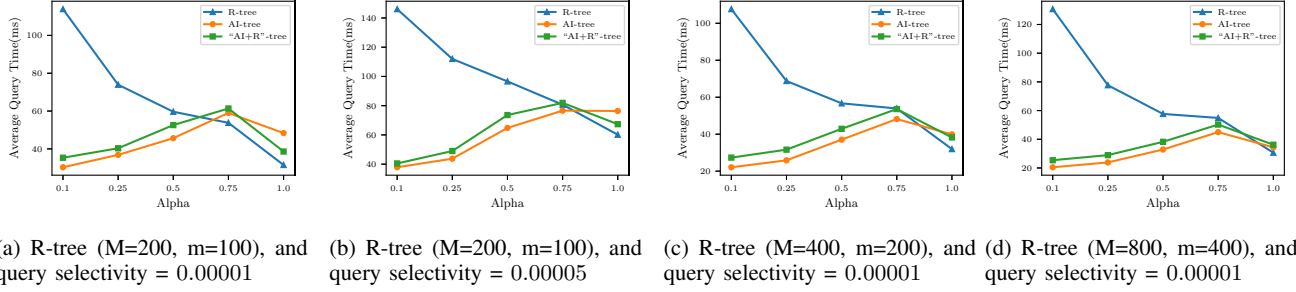 R-tree
AI-tree
"AI+R"-tree
Average Query Time(ms)
100
80
60
40
0.1 0.25 0.5 0.75 1.0
Alpha
(a) R-tree (M=200, m=100), and
query selectivity = 0.00001
R-tree
AI-tree
"AI+R"-tree
Average Query Time(ms)
140
120
100
80
60
40
0.1 0.25 0.5 0.75 1.0
Alpha
(b) R-tree (M=200, m=100), and
query selectivity = 0.00005
R-tree
AI-tree
"AI+R"-tree
Average Query Time(ms)
100
80
60
40
20
0.1 0.25 0.5 0.75 1.0
Alpha
(c) R-tree (M=400, m=200), and
query selectivity = 0.00001
R-tree
AI-tree
"AI+R"-tree
Average Query Time(ms)
120
100
80
60
40
20
0.1 0.25 0.5 0.75 1.0
Alpha
(d) R-tree (M=800, m=400), and
query selectivity = 0.00001